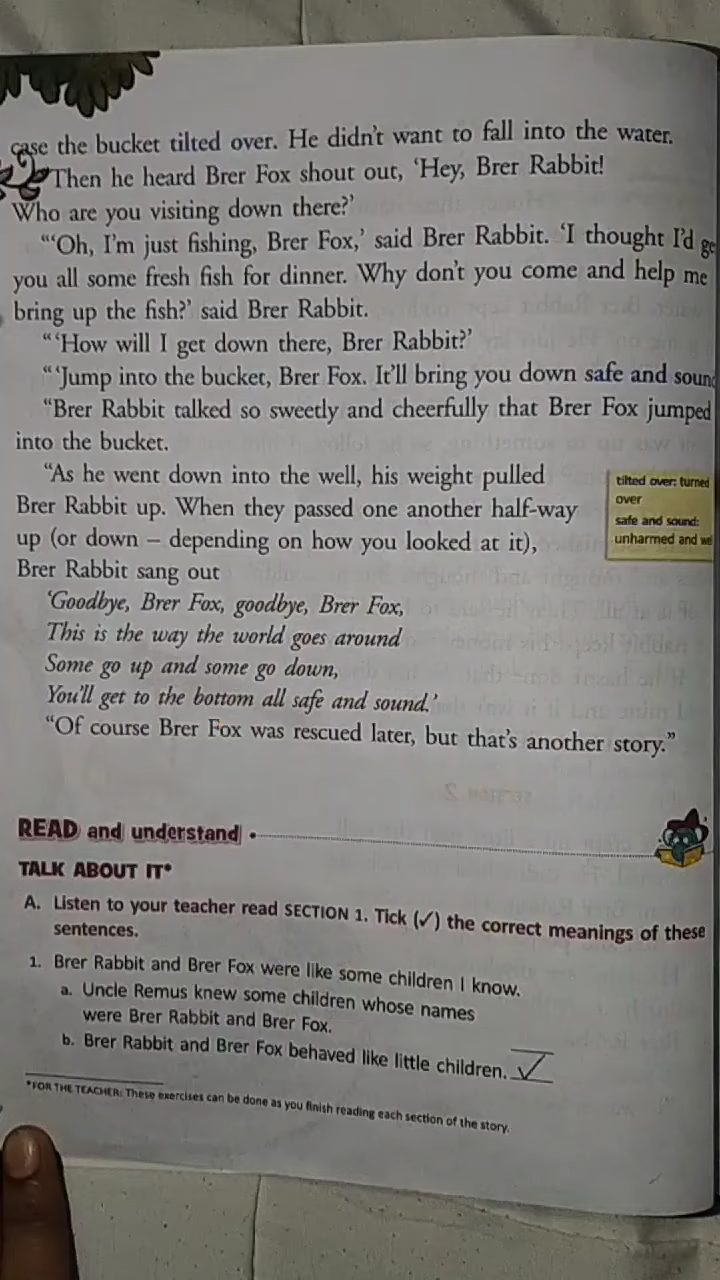 case the bucket tilted over. He didn't want to fall into the water.
Then he heard Brer Fox shout out, 'Hey, Brer Rabbit!
Who are you visiting down there?'
"'Oh, I'm just fishing, Brer Fox,' said Brer Rabbit. 'I thought I'd ge
you all some fresh fish for dinner. Why don't you come and help me
bring up the fish?' said Brer Rabbit.
"'How will I get down there, Brer Rabbit?'
"'Jump into the bucket, Brer Fox. It'll bring you down safe and soun
"Brer Rabbit talked so sweetly and cheerfully that Brer Fox jumped
into the bucket.
"As he went down into the well, his weight pulled
Brer Rabbit up. When they passed one another half-way
up (or down – depending on how you looked at it),
Brer Rabbit sang out
'Goodbye, Brer Fox, goodbye, Brer Fox,
This is the way the world goes around
Some go up and some go down,
You'll get to the bottom all safe and sound.'
"Of course Brer Fox was rescued later, but that's another story."
tilted over: turned
over
safe and sound:
unharmed and we
READ and understand
TALK ABOUT IT*
A. Listen to your teacher read SECTION 1. Tick (✓) the correct meanings of these
sentences.
1. Brer Rabbit and Brer Fox were like some children I know.
a. Uncle Remus knew some children whose names
were Brer Rabbit and Brer Fox.
b. Brer Rabbit and Brer Fox behaved like little children. ✓
*FOR THE TEACHER: These exercises can be done as you finish reading each section of the story.